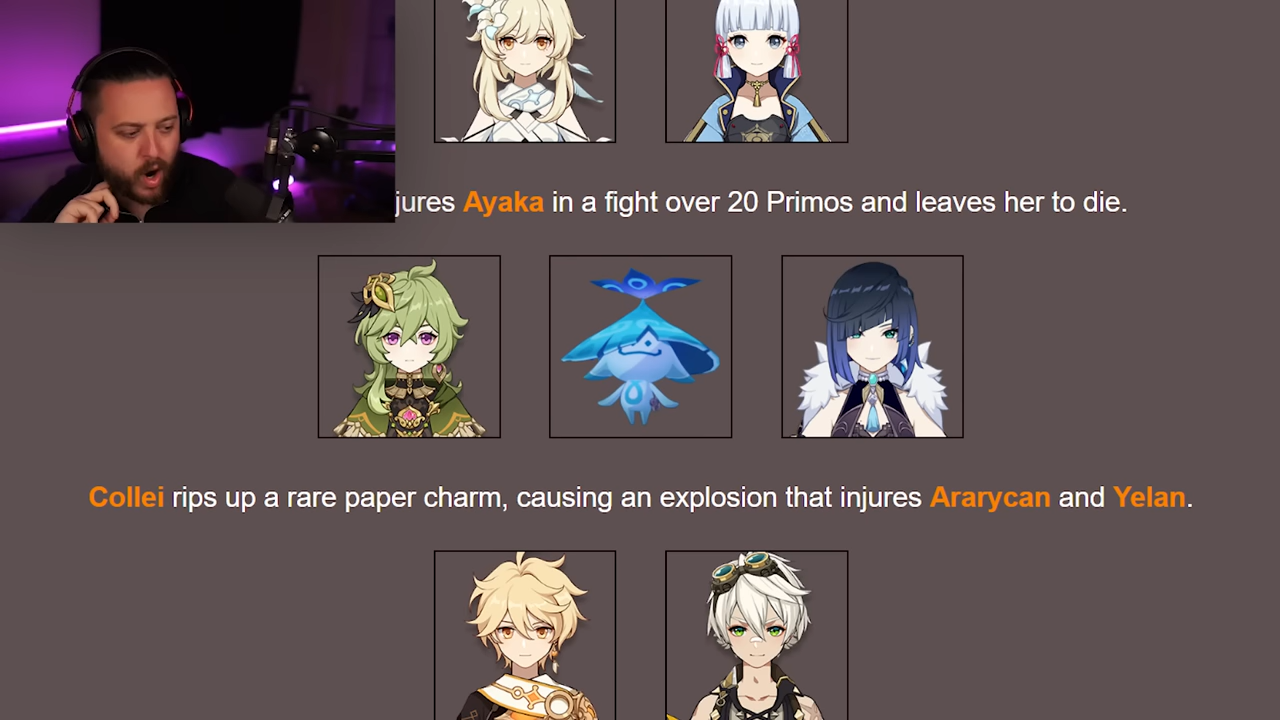 jures Ayaka in a fight over 20 Primos and leaves her to die.
Collei rips up a rare paper charm, causing an explosion that injures Ararycan and Yelan.